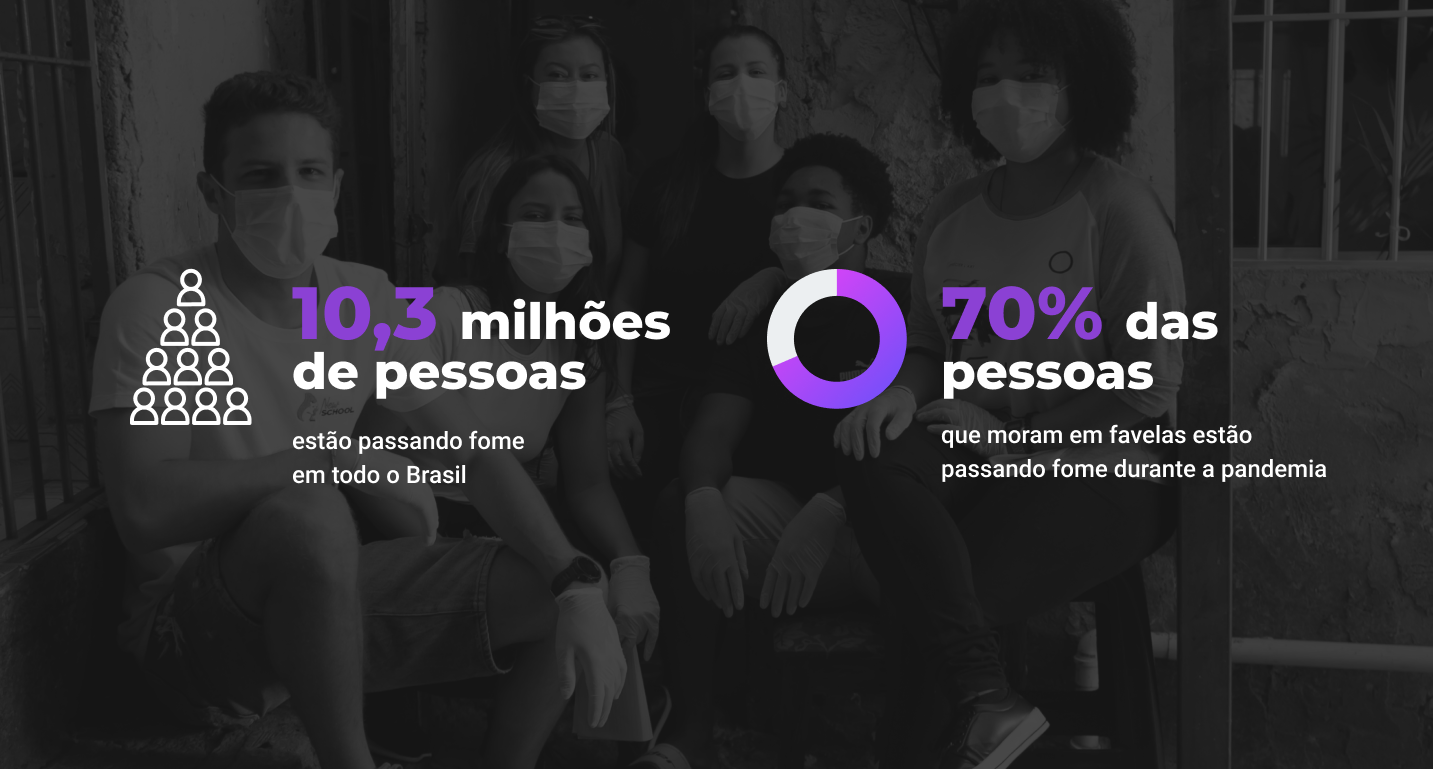 10,3 milhões
de pessoas
estão passando fome
em todo o Brasil
70% das
pessoas
que moram em favelas estão
passando fome durante a pandemia
SCHOOL